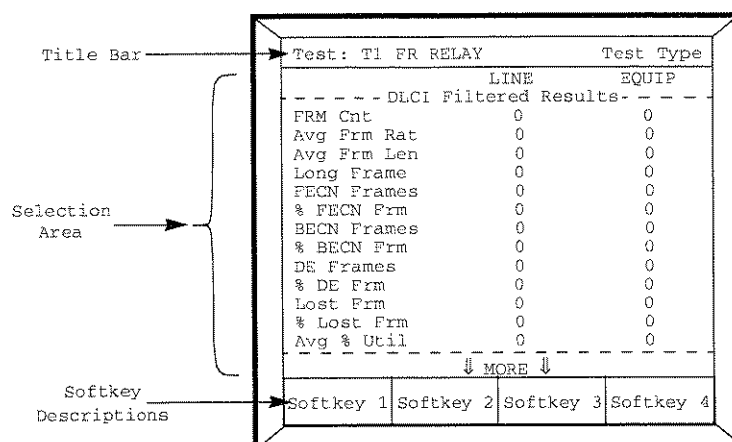 Title Bar
Test: T1 FR RELAY Test Type
LINE EQUIP
DLCI Filtered Results
FRM Cnt 0 0
Avg Frm Rat 0 0
Avg Frm Len 0 0
Long Frame 0 0
FECN Frames 0 0
% FECN Frm 0 0
BECN Frames 0 0
% BECN Frm 0 0
DE Frames 0 0
% DE Frm 0 0
Lost Frm 0 0
% Lost Frm 0 0
Avg % Util 0 0
⇓ MORE ⇓
Selection
Area
Softkey
Descriptions
Softkey 1 Softkey 2 Softkey 3 Softkey 4